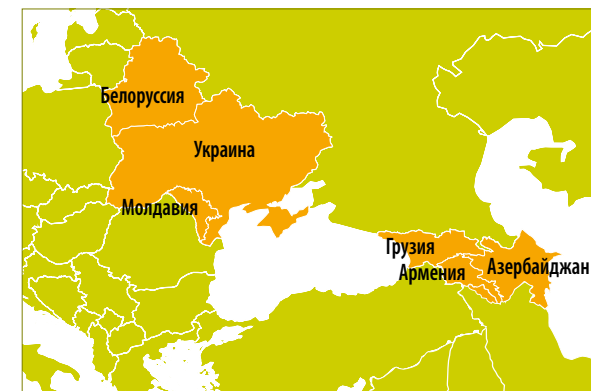 Белоруссия
Украина
Молдавия
Грузия
Армения
Азербайджан